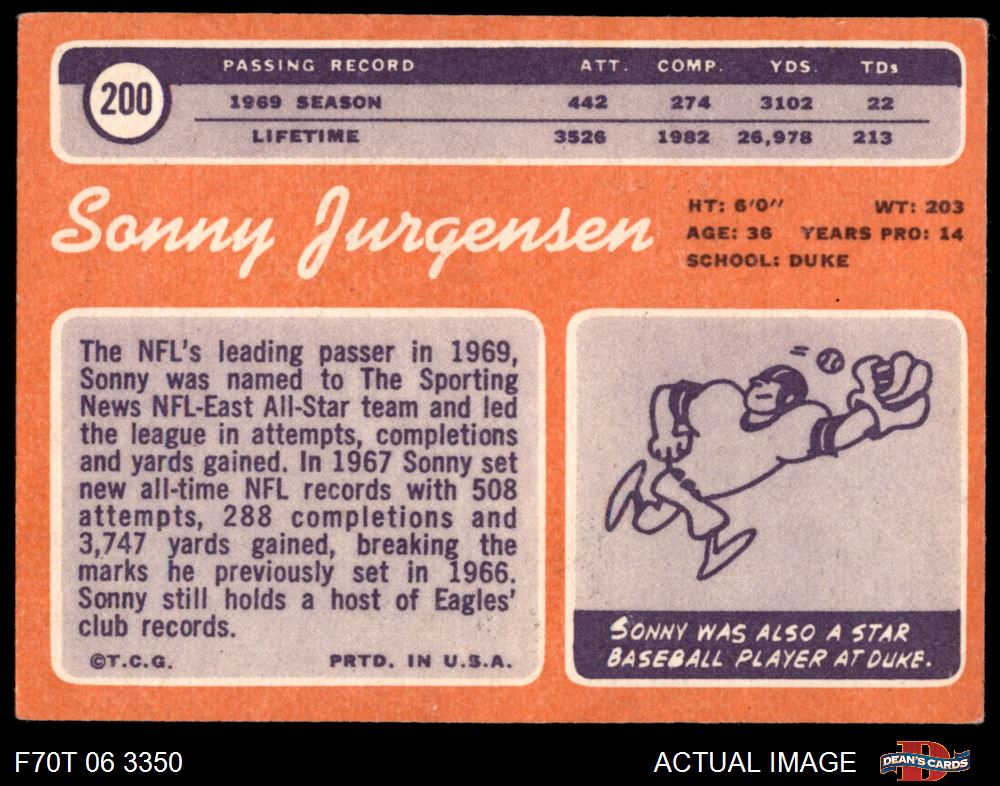 200
PASSING RECORD ATT. COMP. YDS. TDs
1969 SEASON 442 274 3102 22
LIFETIME 3526 1982 26,978 213
Sonny Jurgensen
HT: 6'0" WT: 203
AGE: 36 YEARS PRO: 14
SCHOOL: DUKE
The NFL's leading passer in 1969,
Sonny was named to The Sporting
News NFL-East All-Star team and led
the league in attempts, completions
and yards gained. In 1967 Sonny set
new all-time NFL records with 508
attempts, 288 completions and
3,747 yards gained, breaking the
marks he previously set in 1966.
Sonny still holds a host of Eagles'
club records.
©T.C.G. PRTD. IN U.S.A.
SONNY WAS ALSO A STAR
BASEBALL PLAYER AT DUKE.
F70T 06 3350 ACTUAL IMAGE D DEAN'S CARDS